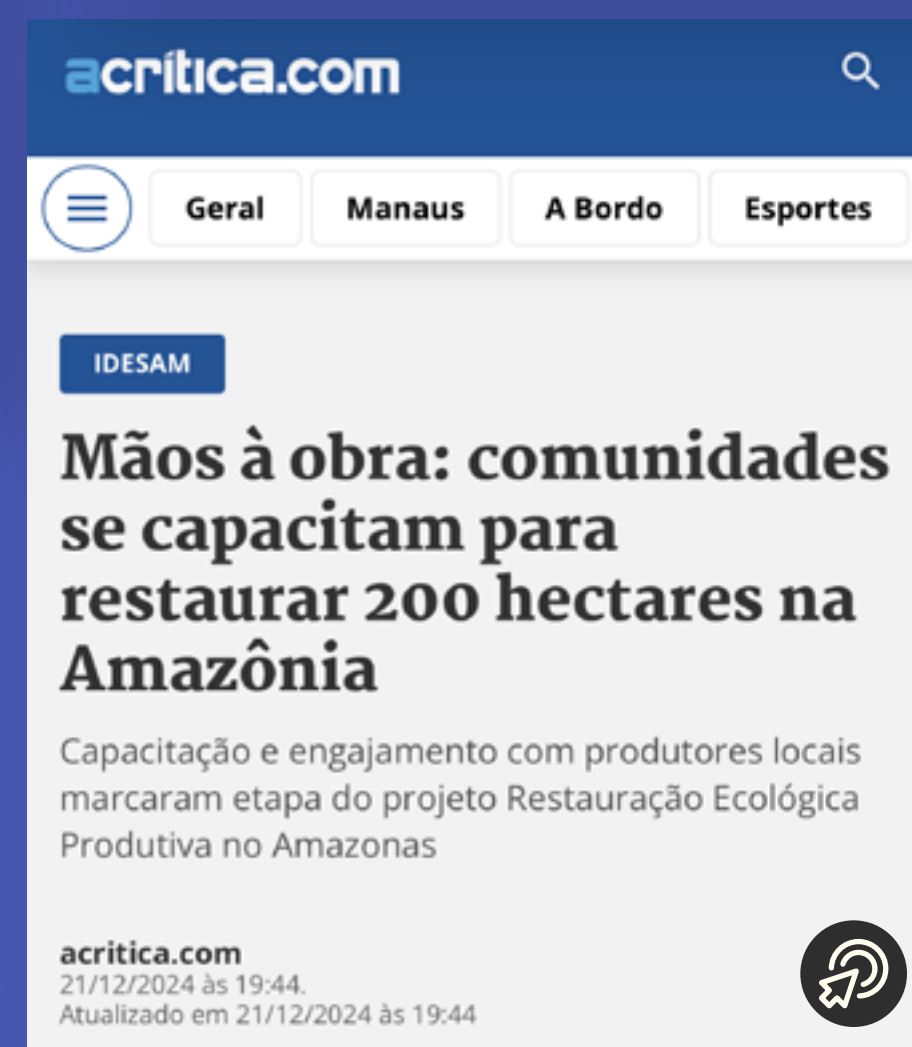 acrítica.com
Geral
Manaus
A Bordo
Esportes
IDESAM
Mãos à obra: comunidades
se capacitam para
restaurar 200 hectares na
Amazônia
Capacitação e engajamento com produtores locais
marcaram etapa do projeto Restauração Ecológica
Produtiva no Amazonas
acritica.com
21/12/2024 às 19:44.
Atualizado em 21/12/2024 às 19:44